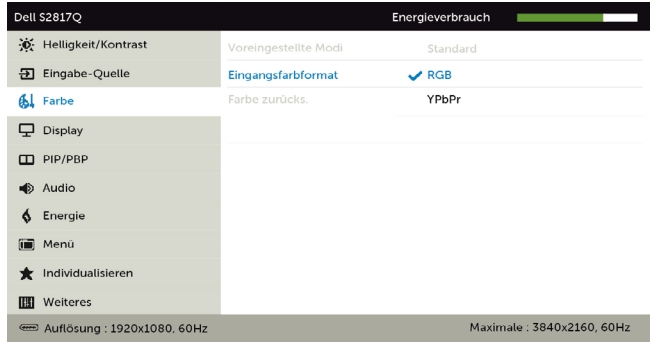 Dell S2817Q Energieverbrauch
Helligkeit/Kontrast Voreingestellte Modi Standard
Eingabe-Quelle Eingangsfarbformat RGB
Farbe Farbe zurücks. YPbPr
Display
PIP/PBP
Audio
Energie
Menü
Individualisieren
Weiteres
Auflösung : 1920x1080, 60Hz Maximale : 3840x2160, 60Hz